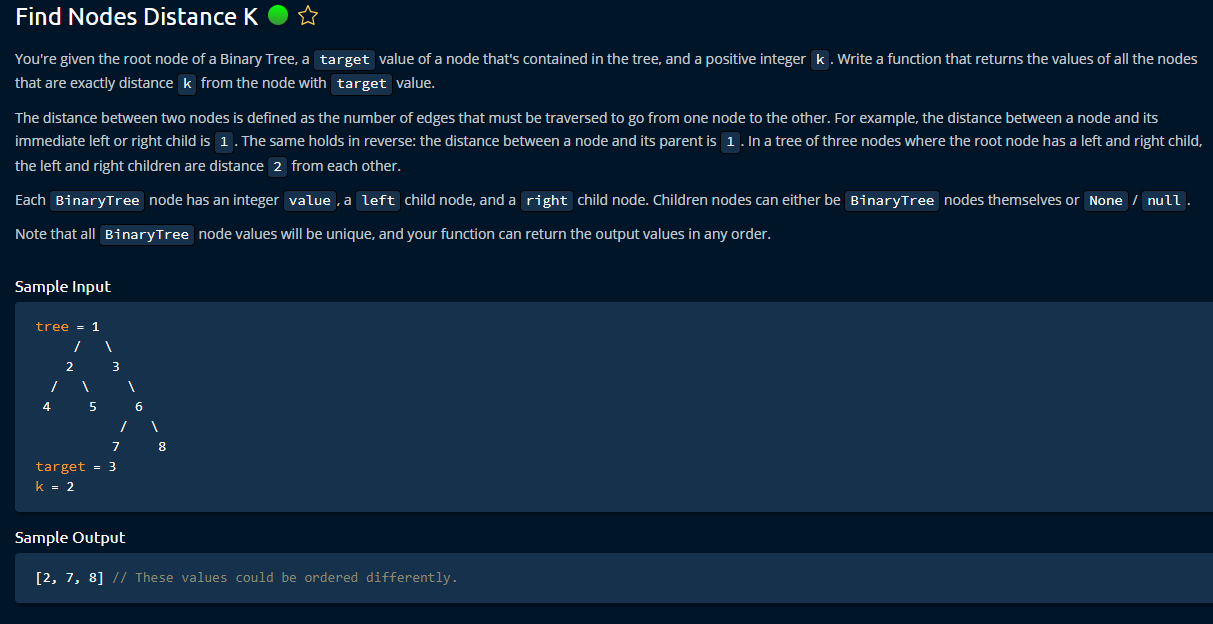 Find Nodes Distance K
You're given the root node of a Binary Tree, a target value of a node that's contained in the tree, and a positive integer k. Write a function that returns the values of all the nodes
that are exactly distance k from the node with target value.
The distance between two nodes is defined as the number of edges that must be traversed to go from one node to the other. For example, the distance between a node and its
immediate left or right child is 1. The same holds in reverse: the distance between a node and its parent is 1. In a tree of three nodes where the root node has a left and right child,
the left and right children are distance 2 from each other.
Each BinaryTree node has an integer value, a left child node, and a right child node. Children nodes can either be BinaryTree nodes themselves or None / null.
Note that all BinaryTree node values will be unique, and your function can return the output values in any order.
Sample Input
tree = 1
     /   \
    2     3
  /   \     \
 4     5     6
           /   \
          7     8
target = 3
k = 2
Sample Output
[2, 7, 8] // These values could be ordered differently.